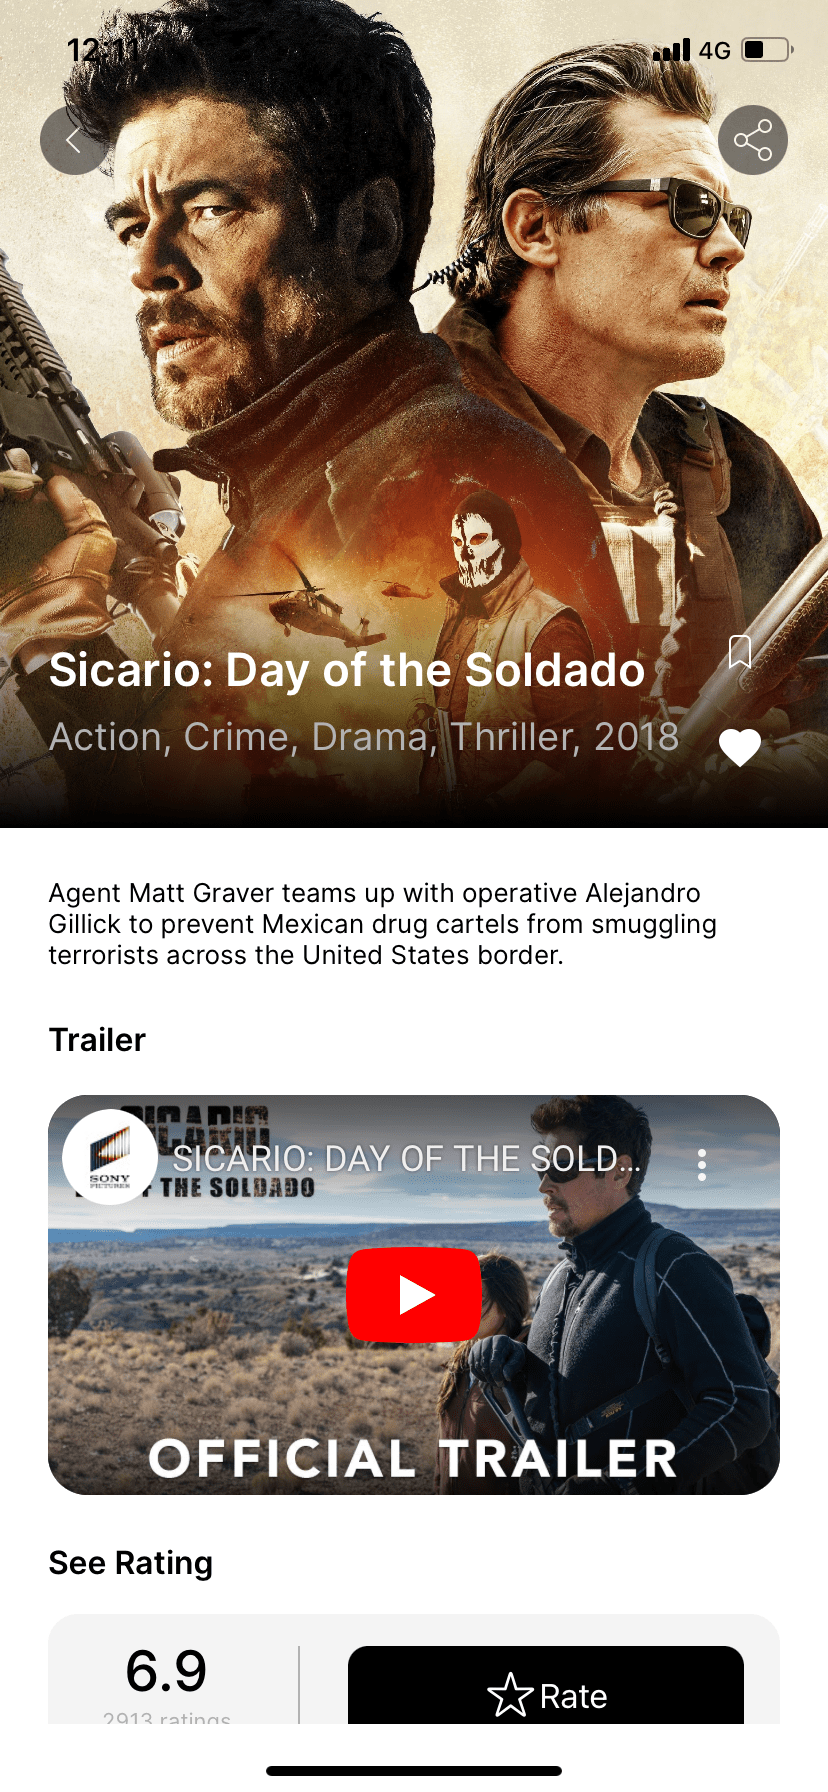 12:11
4G
Sicario: Day of the Soldado
Action, Crime, Drama, Thriller, 2018
Agent Matt Graver teams up with operative Alejandro
Gillick to prevent Mexican drug cartels from smuggling
terrorists across the United States border.
Trailer
SICARIO
SICARIO: DAY OF THE SOLD...
SONY
PICTURES
OF THE SOLDADO
OFFICIAL TRAILER
See Rating
6.9
Rate
2913 ratings